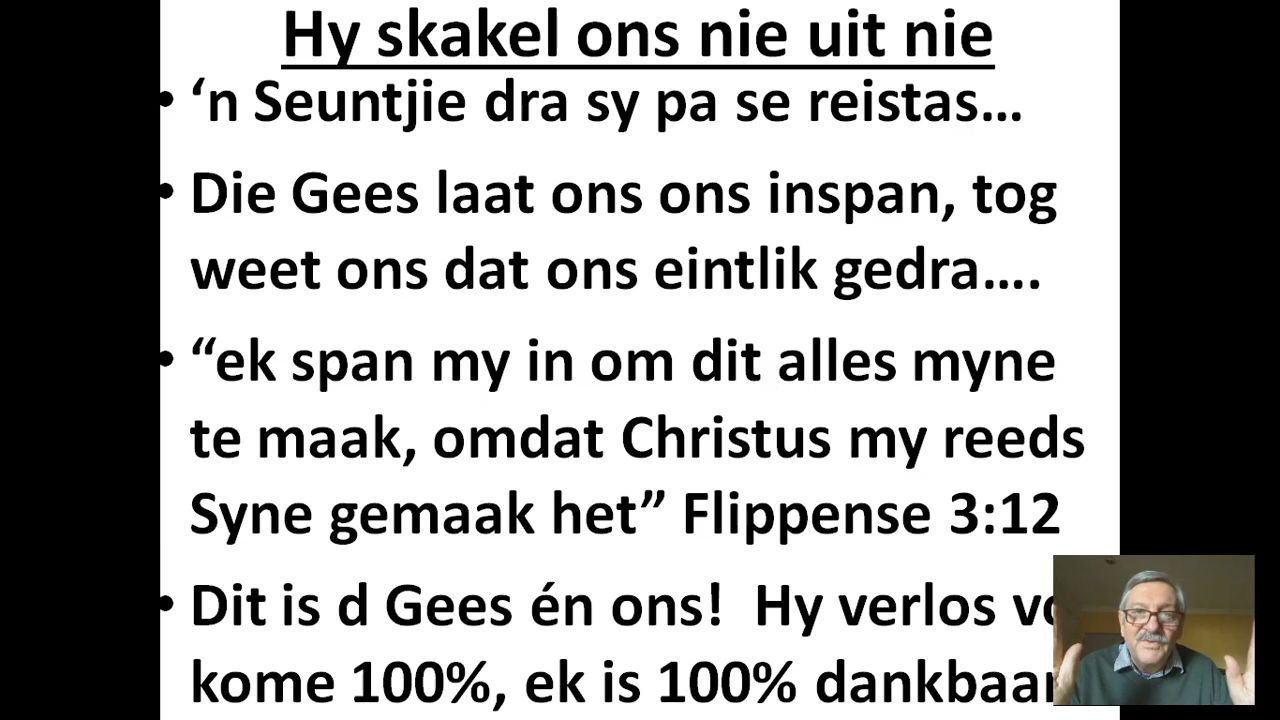 Hy skakel ons nie uit nie
• ‘n Seuntjie dra sy pa se reistas…
• Die Gees laat ons ons inspan, tog
weet ons dat ons eintlik gedra….
• “ek span my in om dit alles myne
te maak, omdat Christus my reeds
Syne gemaak het” Flippense 3:12
• Dit is d Gees én ons!  Hy verlos
kome 100%, ek is 100% dankbaar